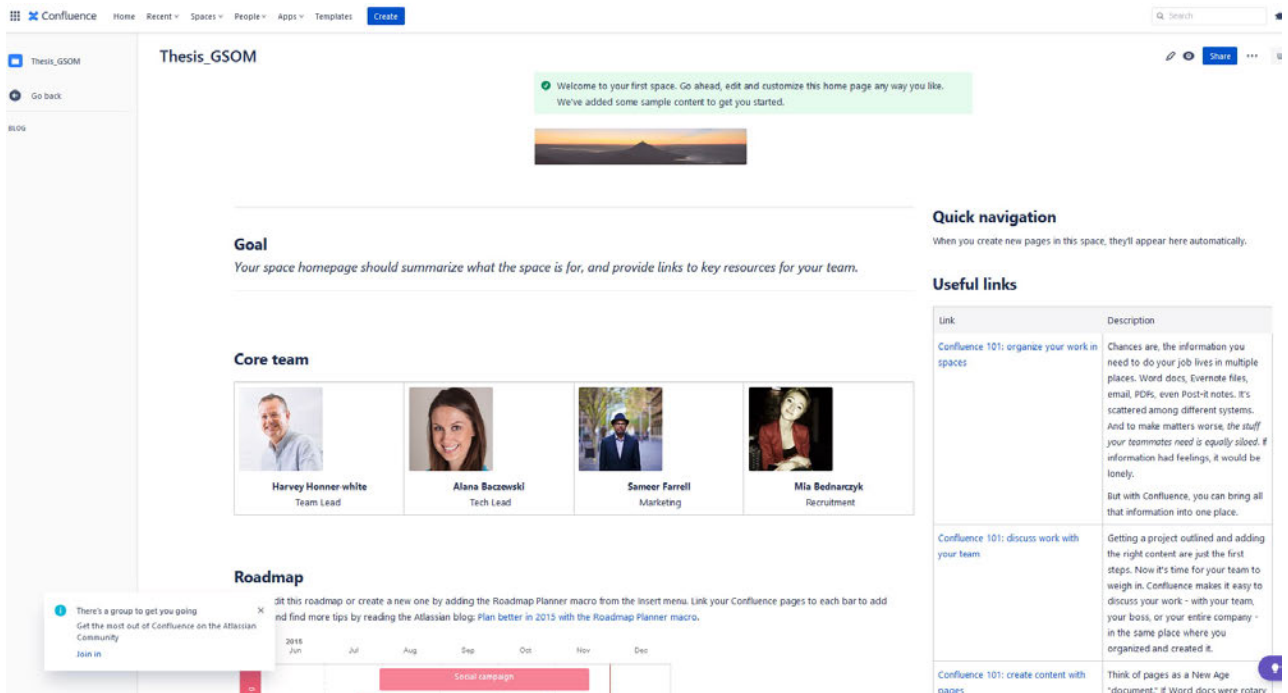 Confluence Home Recent Spaces People Apps Templates Create Search
Thesis_GSOM
Go back
BLOG
Thesis_GSOM
Share
Welcome to your first space. Go ahead, edit and customize this home page any way you like.
We've added some sample content to get you started.
Goal
Your space homepage should summarize what the space is for, and provide links to key resources for your team.
Core team
Harvey Honner-white
Team Lead
Alana Baczewski
Tech Lead
Sameer Farrell
Marketing
Mia Bednarczyk
Recruitment
Roadmap
dit this roadmap or create a new one by adding the Roadmap Planner macro from the Insert menu. Link your Confluence pages to each bar to add
nd find more tips by reading the Atlassian blog: Plan better in 2015 with the Roadmap Planner macro.
2015
Jun Jul Aug Sep Oct Nov Dec
Social campaign
There's a group to get you going
Get the most out of Confluence on the Atlassian
Community
Join in
Quick navigation
When you create new pages in this space, they'll appear here automatically.
Useful links
Link Description
Confluence 101: organize your work in
spaces
Chances are, the information you
need to do your job lives in multiple
places. Word docs, Evernote files,
email, PDFs, even Post-it notes. It's
scattered among different systems.
And to make matters worse, the stuff
your teammates need is equally siloed. If
information had feelings, it would be
lonely.
But with Confluence, you can bring all
that information into one place.
Confluence 101: discuss work with
your team
Getting a project outlined and adding
the right content are just the first
steps. Now it's time for your team to
weigh in. Confluence makes it easy to
discuss your work - with your team,
your boss, or your entire company -
in the same place where you
organized and created it.
Confluence 101: create content with
pages
Think of pages as a New Age
"document." If Word docs were rotary